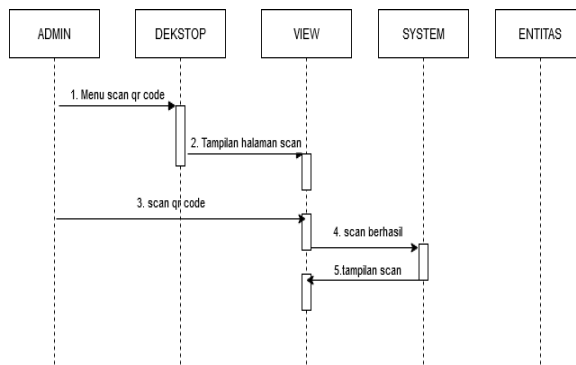 ADMIN
DEKSTOP
VIEW
SYSTEM
ENTITAS
1. Menu scan qr code
2. Tampilan halaman scan
3. scan qr code
4. scan berhasil
5.tampilan scan